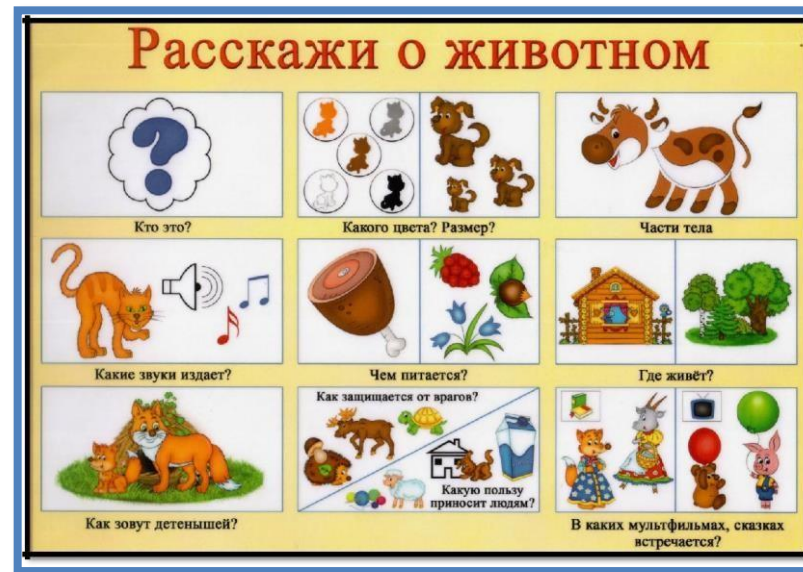 Расскажи о животном
Кто это?
Какого цвета? Размер?
Части тела
Какие звуки издает?
Чем питается?
Где живёт?
Как зовут детенышей?
Как защищается от врагов?
Какую пользу
приносит людям?
В каких мультфильмах, сказках
встречается?